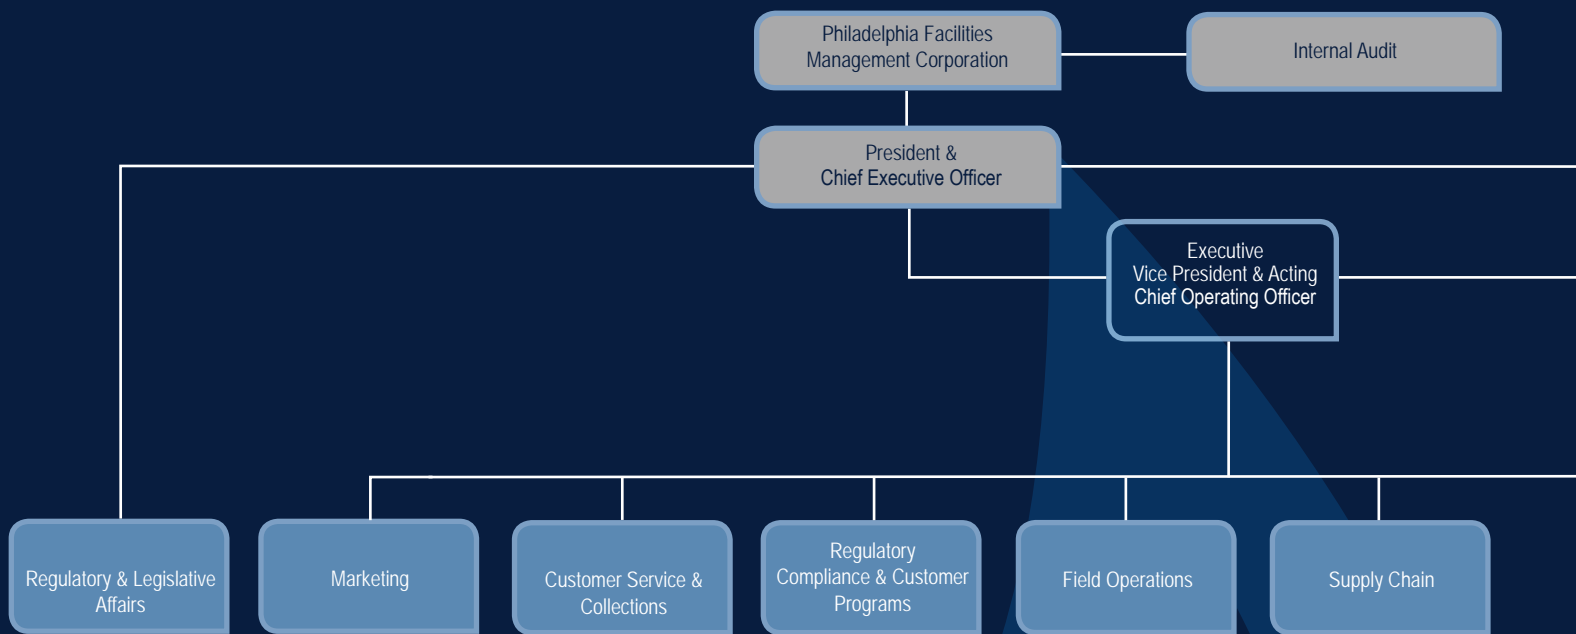 Philadelphia Facilities
Management Corporation
Internal Audit
President &
Chief Executive Officer
Executive
Vice President & Acting
Chief Operating Officer
Regulatory & Legislative
Affairs
Marketing
Customer Service &
Collections
Regulatory
Compliance & Customer
Programs
Field Operations
Supply Chain